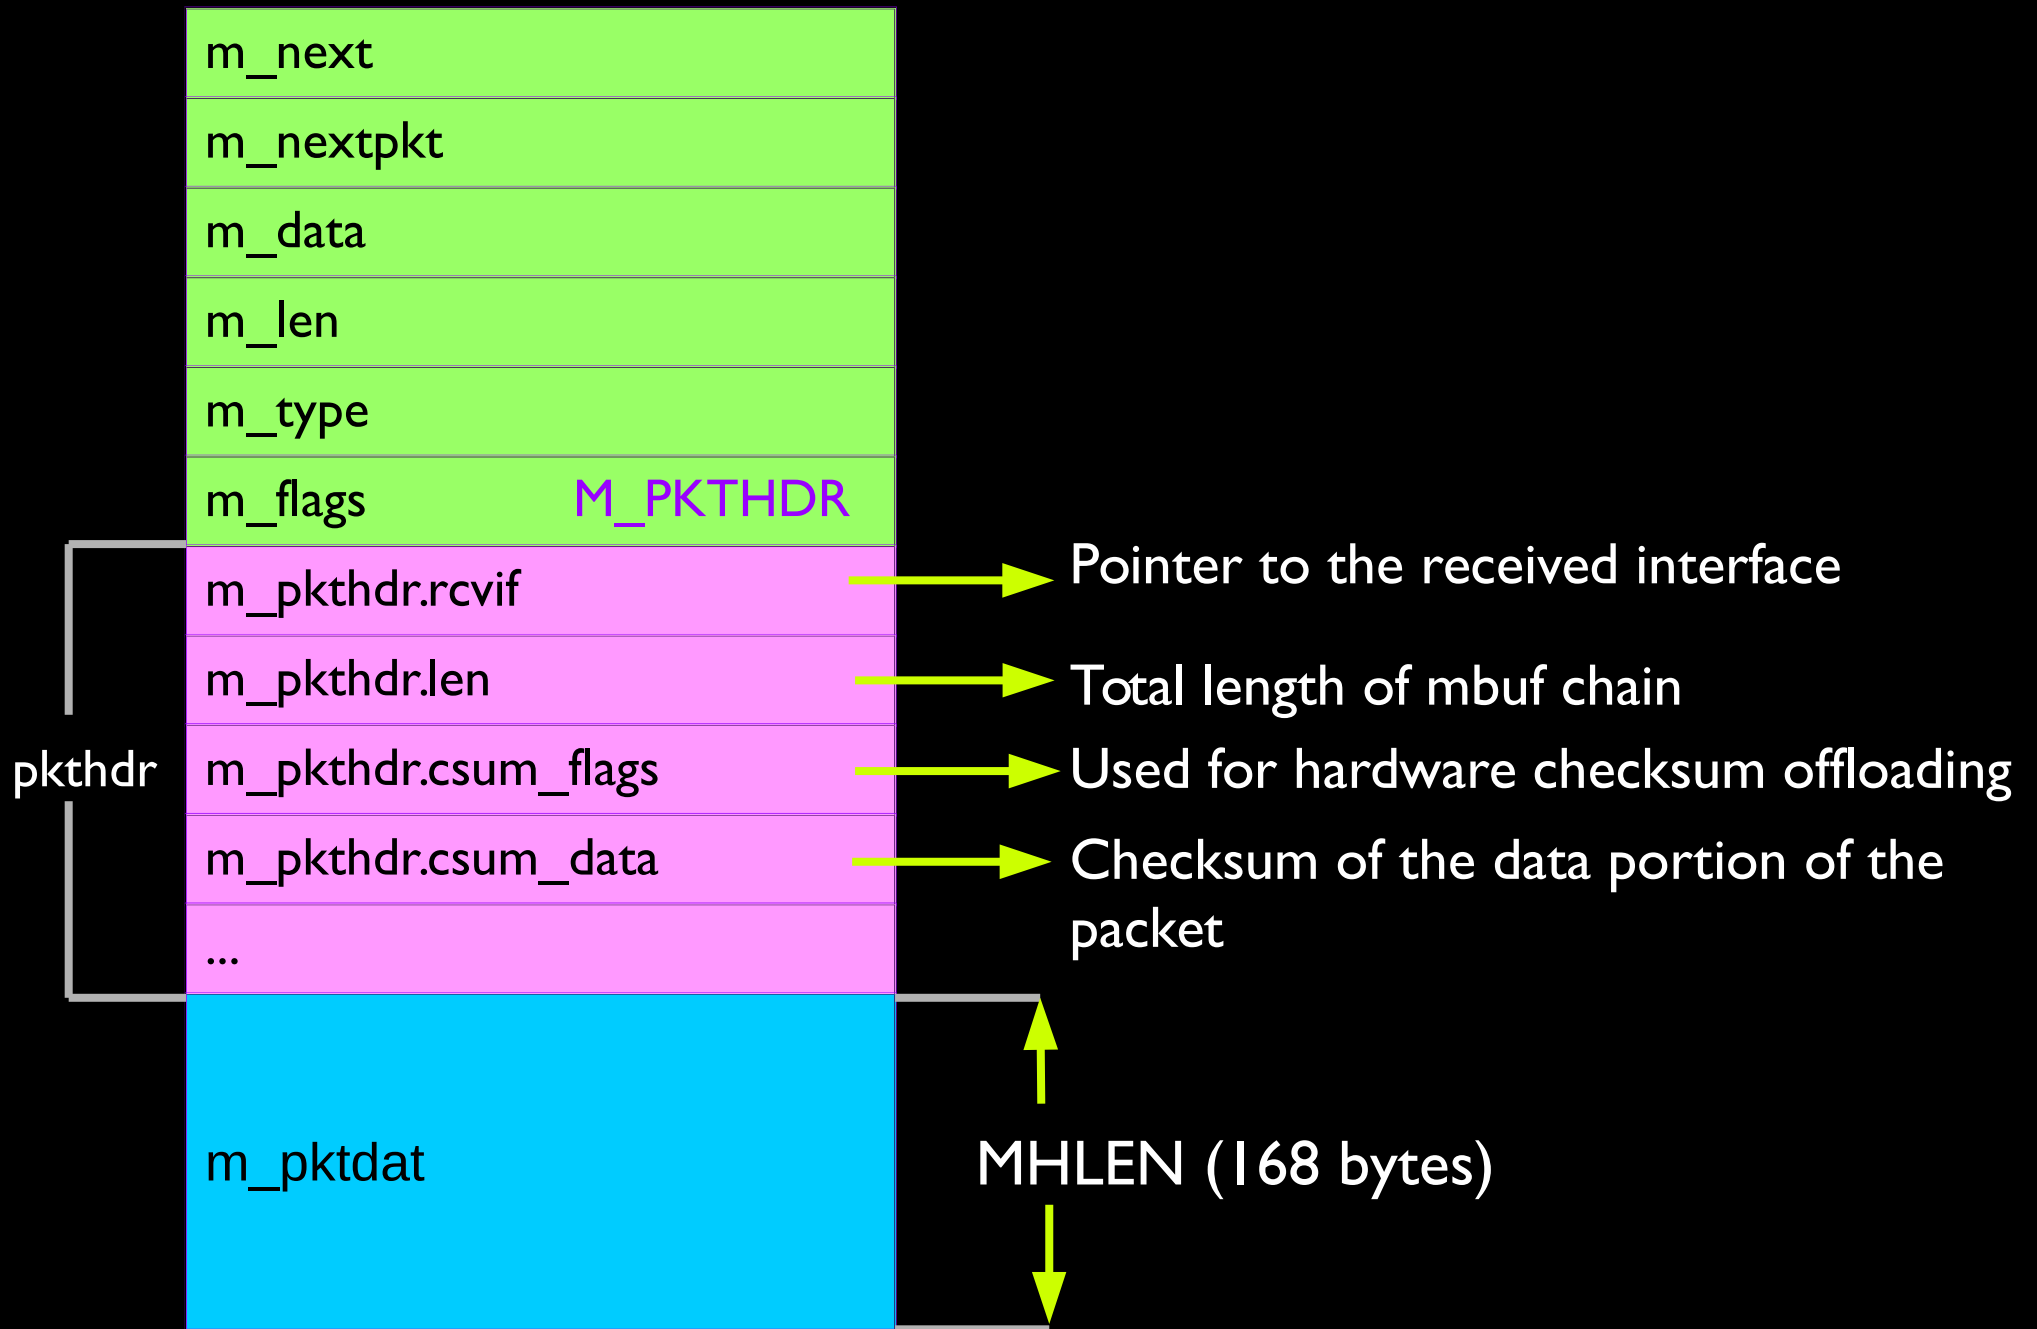 m_next
m_nextpkt
m_data
m_len
m_type
m_flags M_PKTHDR
m_pkthdr.rcvif
Pointer to the received interface
m_pkthdr.len
Total length of mbuf chain
pkthdr
m_pkthdr.csum_flags
Used for hardware checksum offloading
m_pkthdr.csum_data
Checksum of the data portion of the
packet
...
m_pktdat
MHLEN (168 bytes)